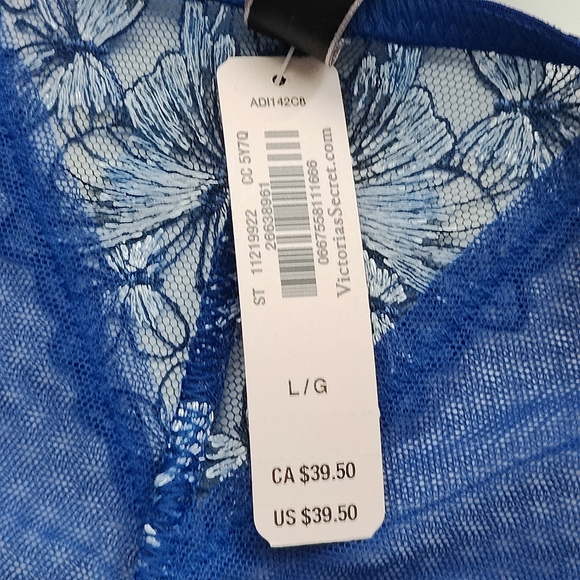 ADI142C8
ST 11219922 CC 5Y7Q
26638961
0667558111666
VictoriasSecret.com
L / G
CA $39.50
US $39.50